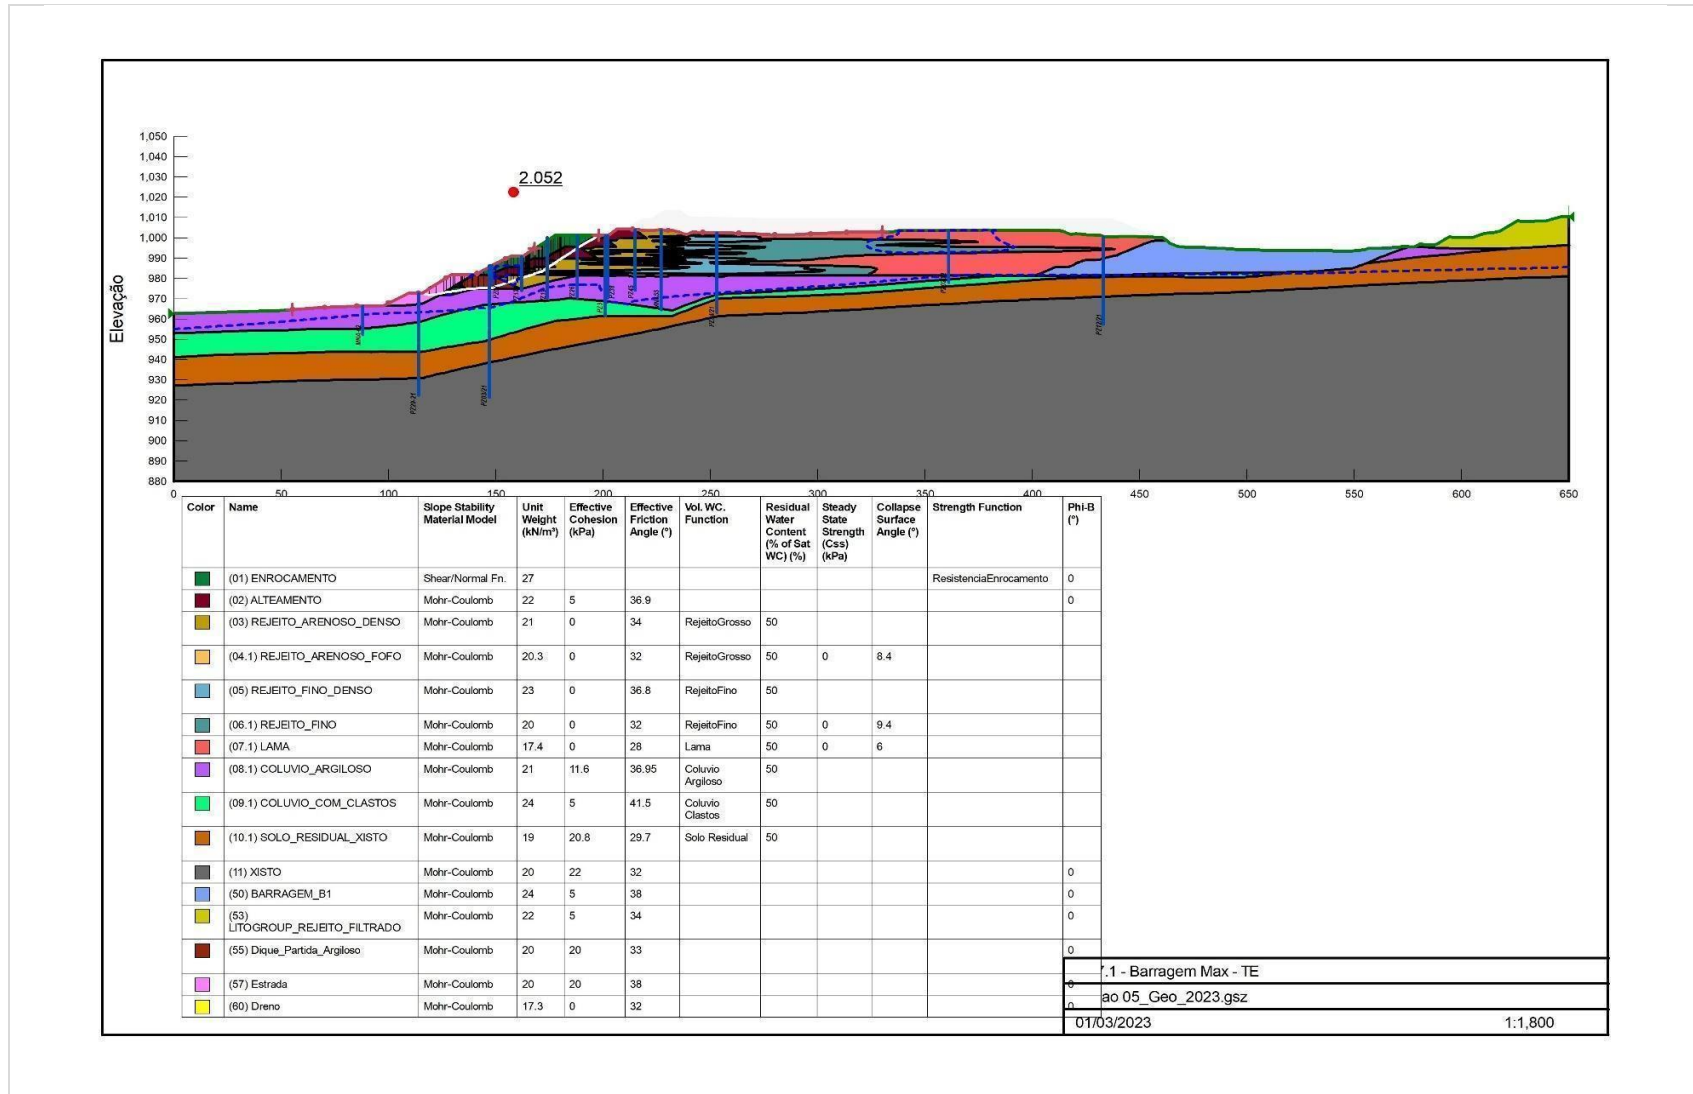 1,050
1,040
1,030
1,020
1,010
1,000
990
980
970
960
950
940
930
920
910
900
890
880
Elevação
2.052
PZ28-21
0
50
100
150
200
250
300
350
400
450
500
550
600
650
Color Name Slope Stability Material Model Unit Weight (kN/m³) Effective Cohesion (kPa) Effective Friction Angle (°) Vol. WC. Function Residual Water Content (% of Sat WC) (%) Steady State Strength (Css) (kPa) Collapse Surface Angle (°) Strength Function Phi-B (°)
(01) ENROCAMENTO Shear/Normal Fn. 27 ResistenciaEnrocamento 0
(02) ALTEAMENTO Mohr-Coulomb 22 5 36.9 0
(03) REJEITO_ARENOSO_DENSO Mohr-Coulomb 21 0 34 RejeitoGrosso 50
(04.1) REJEITO_ARENOSO_FOFO Mohr-Coulomb 20.3 0 32 RejeitoGrosso 50 0 8.4
(05) REJEITO_FINO_DENSO Mohr-Coulomb 23 0 36.8 RejeitoFino 50
(06.1) REJEITO_FINO Mohr-Coulomb 20 0 32 RejeitoFino 50 0 9.4
(07.1) LAMA Mohr-Coulomb 17.4 0 28 Lama 50 0 6
(08.1) COLUVIO_ARGILOSO Mohr-Coulomb 21 11.6 36.95 Coluvio Argiloso 50
(09.1) COLUVIO_COM_CLASTOS Mohr-Coulomb 24 5 41.5 Coluvio Clastos 50
(10.1) SOLO_RESIDUAL_XISTO Mohr-Coulomb 19 20.8 29.7 Solo Residual 50
(11) XISTO Mohr-Coulomb 20 22 32 0
(50) BARRAGEM_B1 Mohr-Coulomb 24 5 38 0
(53) LITOGROUP_REJEITO_FILTRADO Mohr-Coulomb 22 5 34 0
(55) Dique_Partida_Argiloso Mohr-Coulomb 20 20 33 0
(57) Estrada Mohr-Coulomb 20 20 38 0
(60) Dreno Mohr-Coulomb 17.3 0 32 0
.1 - Barragem Max - TE
ao 05_Geo_2023.gsz
01/03/2023 1:1,800